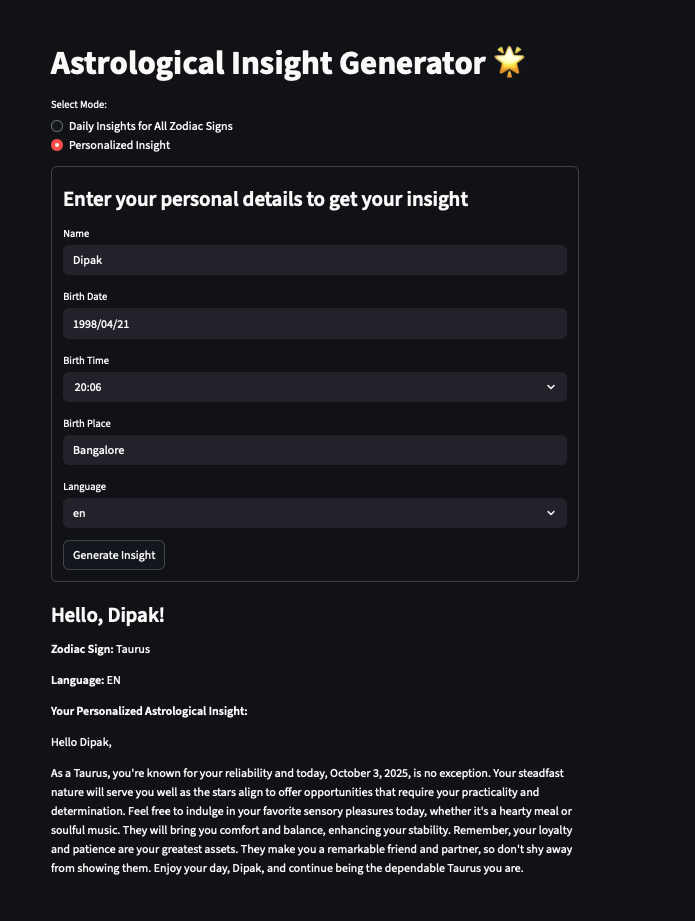 Astrological Insight Generator 🌟
Select Mode:
Daily Insights for All Zodiac Signs
Personalized Insight
Enter your personal details to get your insight
Name
Dipak
Birth Date
1998/04/21
Birth Time
20:06
Birth Place
Bangalore
Language
en
Generate Insight
Hello, Dipak!
Zodiac Sign: Taurus
Language: EN
Your Personalized Astrological Insight:
Hello Dipak,
As a Taurus, you're known for your reliability and today, October 3, 2025, is no exception. Your steadfast
nature will serve you well as the stars align to offer opportunities that require your practicality and
determination. Feel free to indulge in your favorite sensory pleasures today, whether it's a hearty meal or
soulful music. They will bring you comfort and balance, enhancing your stability. Remember, your loyalty
and patience are your greatest assets. They make you a remarkable friend and partner, so don't shy away
from showing them. Enjoy your day, Dipak, and continue being the dependable Taurus you are.